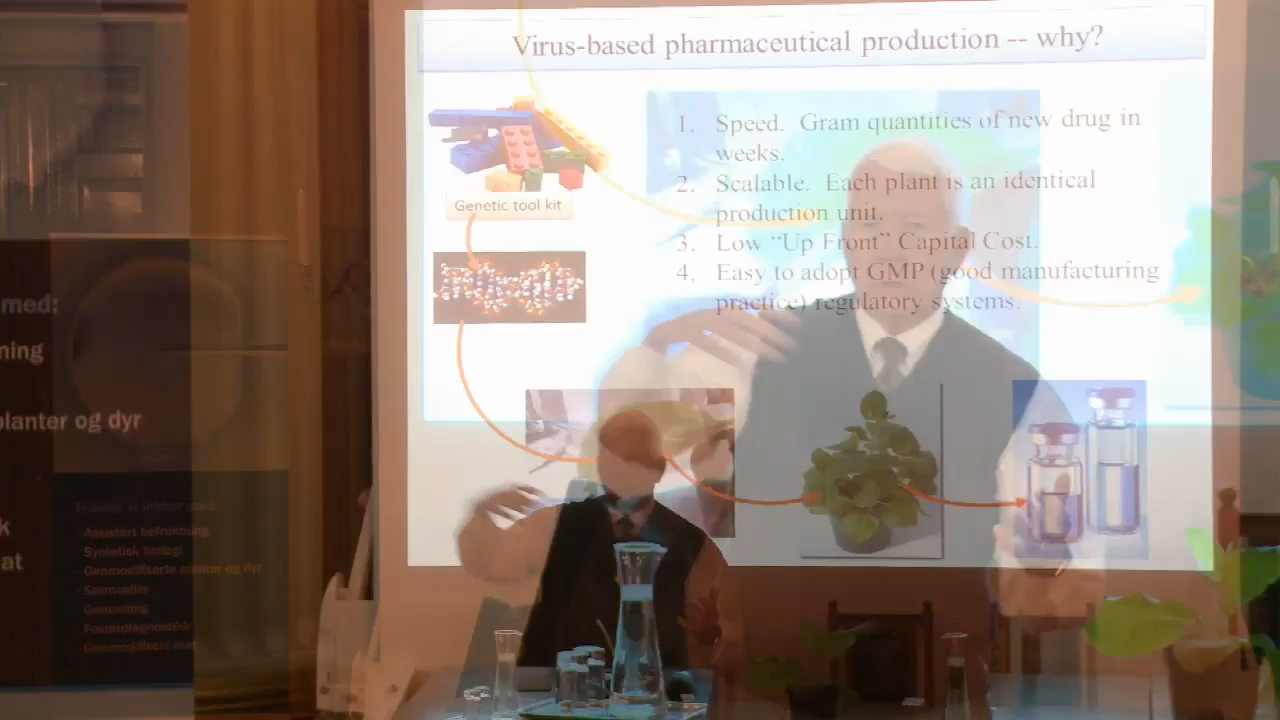 Virus-based pharmaceutical production -- why?
1. Speed. Gram quantities of new drug in
weeks.
2. Scalable. Each plant is an identical
production unit.
3. Low “Up Front” Capital Cost.
4. Easy to adopt GMP (good manufacturing
practice) regulatory systems.
Genetic tool kit
med:
ning
planter og dyr
k
at
Assistert befruktning
Syntetisk biologi
Genmodifiserte planter og dyr
Stamceller
Fosterdiagnostikk
Genmodifisert mat